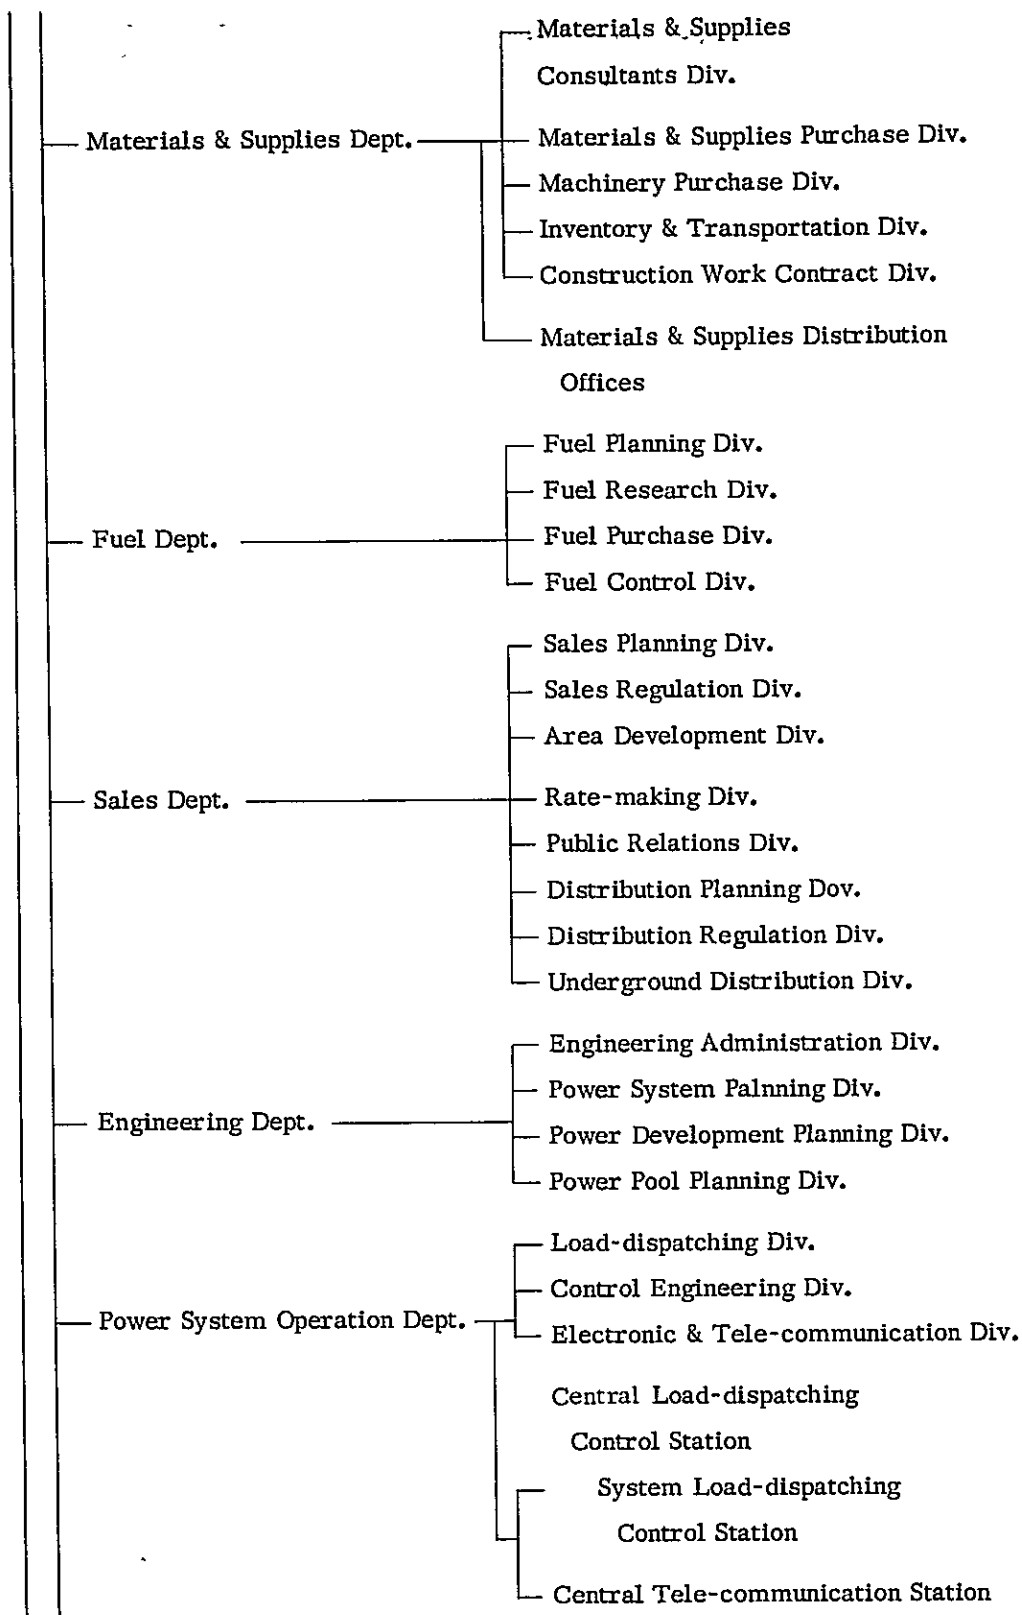 Materials & Supplies
Consultants Div.
Materials & Supplies Dept.
Materials & Supplies Purchase Div.
Machinery Purchase Div.
Inventory & Transportation Div.
Construction Work Contract Div.
Materials & Supplies Distribution
Offices
Fuel Planning Div.
Fuel Research Div.
Fuel Dept.
Fuel Purchase Div.
Fuel Control Div.
Sales Planning Div.
Sales Regulation Div.
Area Development Div.
Sales Dept.
Rate-making Div.
Public Relations Div.
Distribution Planning Dov.
Distribution Regulation Div.
Underground Distribution Div.
Engineering Administration Div.
Power System Palnning Div.
Engineering Dept.
Power Development Planning Div.
Power Pool Planning Div.
Load-dispatching Div.
Control Engineering Div.
Power System Operation Dept.
Electronic & Tele-communication Div.
Central Load-dispatching
Control Station
System Load-dispatching
Control Station
Central Tele-communication Station